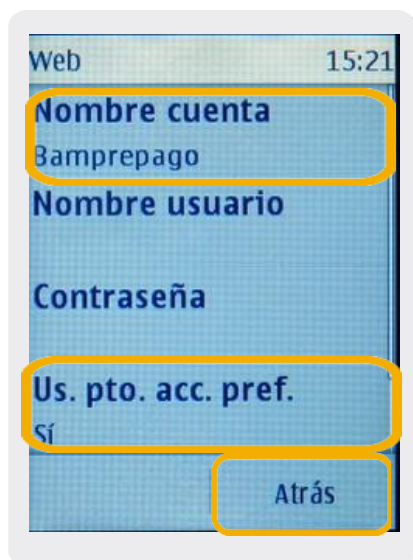 Web 15:21
Nombre cuenta
Bamprepago
Nombre usuario
Contraseña
Us. pto. acc. pref.
Sí
Atrás